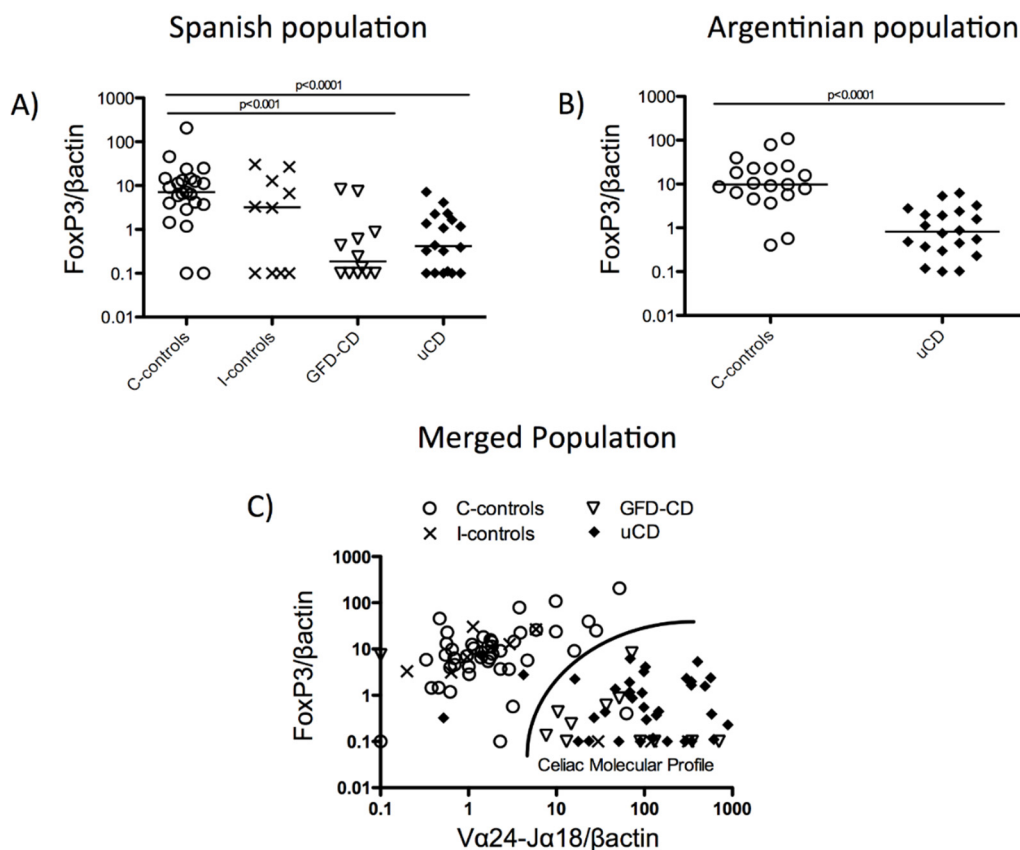 Spanish population
Argentinian population
A)
p<0.0001
p<0.001
FoxP3/βactin
1000
100
10
1
0.1
0.01
C-controls
I-controls
GFD-CD
uCD
B)
p<0.0001
FoxP3/βactin
1000
100
10
1
0.1
0.01
C-controls
uCD
Merged Population
C)
C-controls
GFD-CD
I-controls
uCD
FoxP3/βactin
1000
100
10
1
0.1
0.01
Celiac Molecular Profile
0.1
1
10
100
1000
Vα24-Jα18/βactin